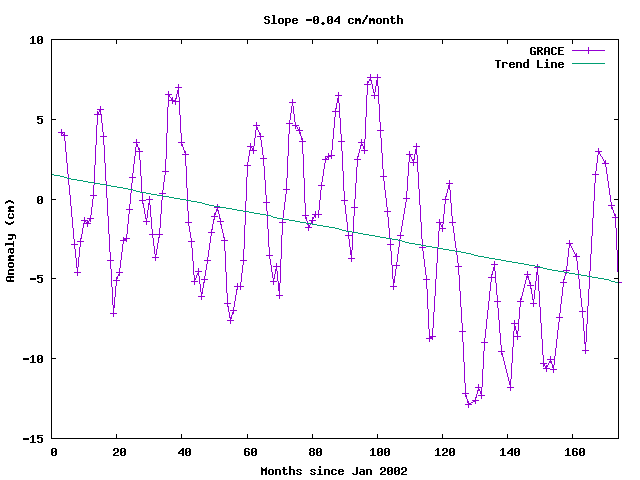 Slope -0.04 cm/month
GRACE
Trend Line
10
5
0
-5
-10
-15
Anomaly (cm)
0 20 40 60 80 100 120 140 160
Months since Jan 2002